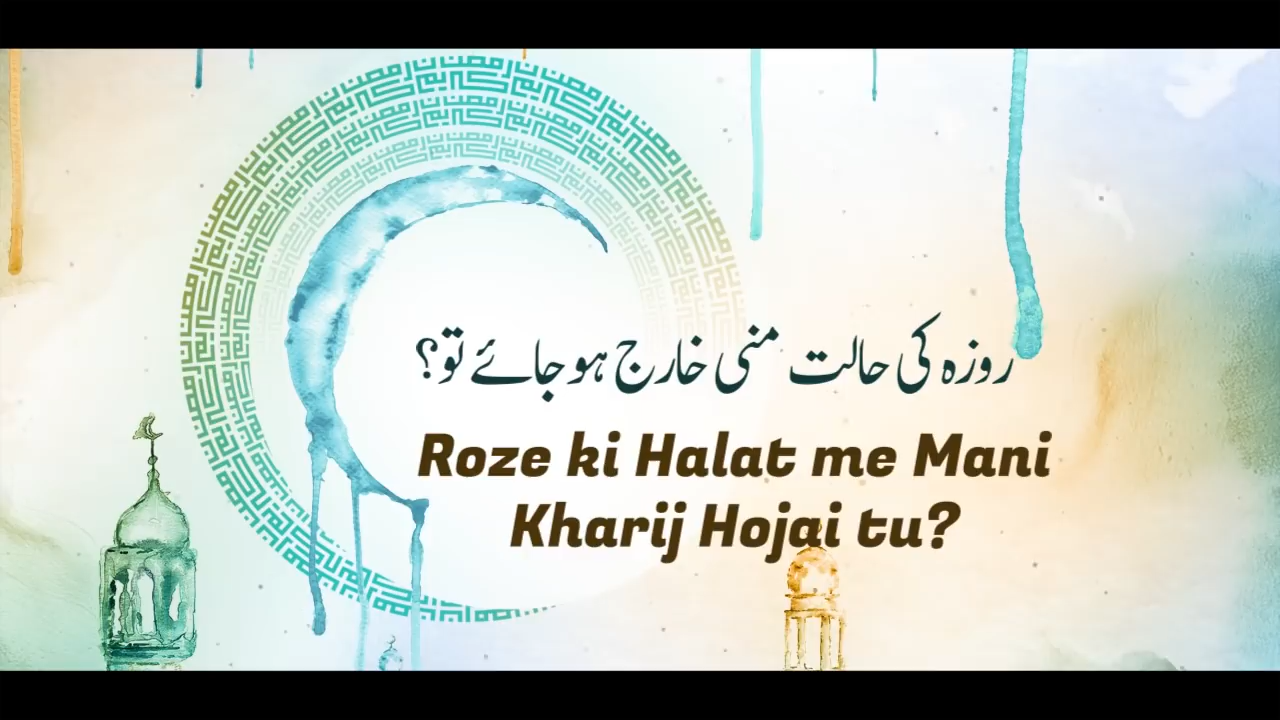 روزہ کی حالت منی خارج ہو جائے تو؟
Roze ki Halat me Mani
Kharij Hojai tu?